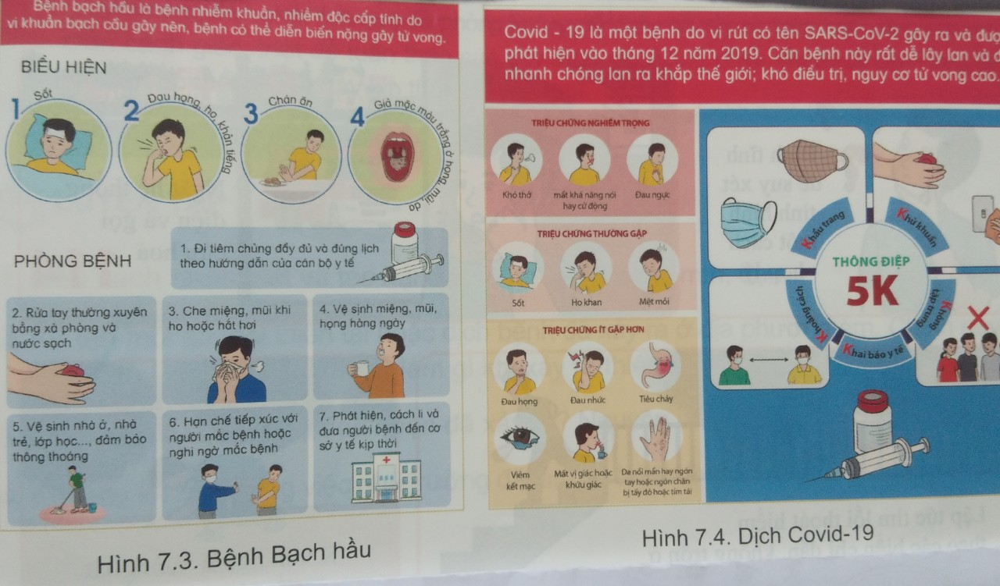 Bệnh bạch hầu là bệnh nhiễm khuẩn, nhiễm độc cấp tính do
vi khuẩn bạch cầu gây nên, bệnh có thể diễn biến nặng gây tử vong.
BIỂU HIỆN
1 Sốt
2 Đau họng, ho, khàn tiếng
3 Chán ăn
4 Giả mạc màu trắng ở họng, mũi, do
PHÒNG BỆNH
1. Đi tiêm chủng đầy đủ và đúng lịch
theo hướng dẫn của cán bộ y tế
2. Rửa tay thường xuyên
bằng xà phòng và
nước sạch
3. Che miệng, mũi khi
ho hoặc hắt hơi
4. Vệ sinh miệng, mũi,
họng hàng ngày
5. Vệ sinh nhà ở, nhà
trẻ, lớp học..., đảm bảo
thông thoáng
6. Hạn chế tiếp xúc với
người mắc bệnh hoặc
nghi ngờ mắc bệnh
7. Phát hiện, cách li và
đưa người bệnh đến cơ
sở y tế kịp thời
Hình 7.3. Bệnh Bạch hầu
Covid - 19 là một bệnh do vi rút có tên SARS-CoV-2 gây ra và
phát hiện vào tháng 12 năm 2019. Căn bệnh này rất dễ lây lan và
nhanh chóng lan ra khắp thế giới; khó điều trị, nguy cơ tử vong cao.
TRIỆU CHỨNG NGHIÊM TRỌNG
Khó thở
mất khả năng nói
hay cử động
Đau ngực
TRIỆU CHỨNG THƯỜNG GẶP
Sốt
Ho khan
Mệt mỏi
TRIỆU CHỨNG ÍT GẶP HƠN
Đau họng
Đau nhức
Tiêu chảy
Viêm
kết mạc
Mất vị giác hoặc
khứu giác
Da nổi mẩn hay ngón
tay hoặc ngón chân
bị tấy đỏ hoặc tím tái
THÔNG ĐIỆP
5K
Khẩu trang
Khử khuẩn
Khoảng cách
Không
tập trung
Khai báo y tế
Hình 7.4. Dịch Covid-19